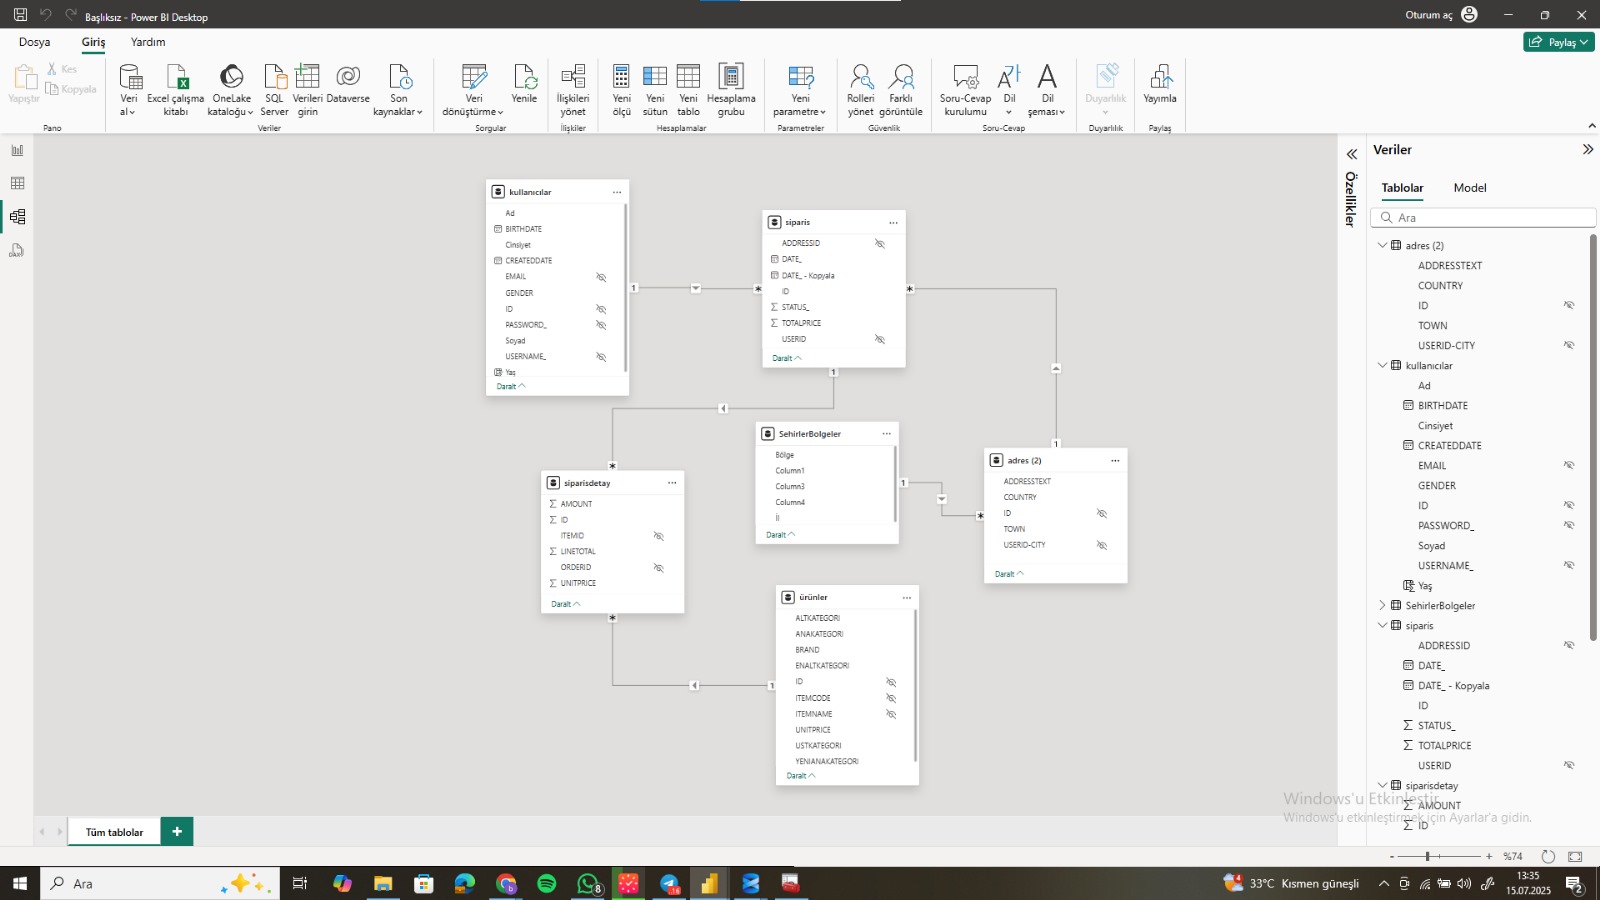 Başlıksız - Power BI Desktop
Oturum aç
Dosya
Giriş
Yardım
Paylaş
Yapıştır
Kes
Kopyala
Veri al
Excel çalışma kitabı
OneLake kataloğu
SQL Server
Verileri girin
Dataverse
Son kaynaklar
Veri dönüştürme
Yenile
İlişkileri yönet
Yeni ölçü
Yeni sütun
Yeni tablo
Hesaplama grubu
Yeni parametre
Rolleri yönet
Farklı görüntüle
Soru-Cevap kurulumu
Dil
Dil şeması
Duyarlılık
Yayımla
Pano
Veriler
Sorgular
İlişkiler
Hesaplamalar
Parametreler
Güvenlik
Soru-Cevap
Duyarlılık
Paylaş
kullanıcılar
Ad
BIRTHDATE
Cinsiyet
CREATEDDATE
EMAIL
GENDER
ID
PASSWORD_
Soyad
USERNAME_
Yaş
Daralt
siparis
ADDRESSID
DATE_
DATE_ - Kopyala
ID
STATUS_
TOTALPRICE
USERID
Daralt
1
*
*
1
1
*
SehirlerBolgeler
Bölge
Column1
Column3
Column4
İl
Daralt
1
*
adres (2)
ADDRESSTEXT
COUNTRY
ID
TOWN
USERID-CITY
Daralt
siparisdetay
AMOUNT
ID
ITEMID
LINETOTAL
ORDERID
UNITPRICE
Daralt
*
1
ürünler
ALTKATEGORI
ANAKATEGORI
BRAND
ENALTKATEGORI
ID
ITEMCODE
ITEMNAME
UNITPRICE
USTKATEGORI
YENIANAKATEGORI
Daralt
Özellikler
Veriler
Tablolar
Model
Ara
adres (2)
ADDRESSTEXT
COUNTRY
ID
TOWN
USERID-CITY
kullanıcılar
Ad
BIRTHDATE
Cinsiyet
CREATEDDATE
EMAIL
GENDER
ID
PASSWORD_
Soyad
USERNAME_
Yaş
SehirlerBolgeler
siparis
ADDRESSID
DATE_
DATE_ - Kopyala
ID
STATUS_
TOTALPRICE
USERID
siparisdetay
AMOUNT
ID
Windows'u Etkinleştir
Windows'u etkinleştirmek için Ayarlar'a gidin.
Tüm tablolar
+
- + %74
Ara
8
16
33°C Kısmen güneşli
13:35
15.07.2025
2